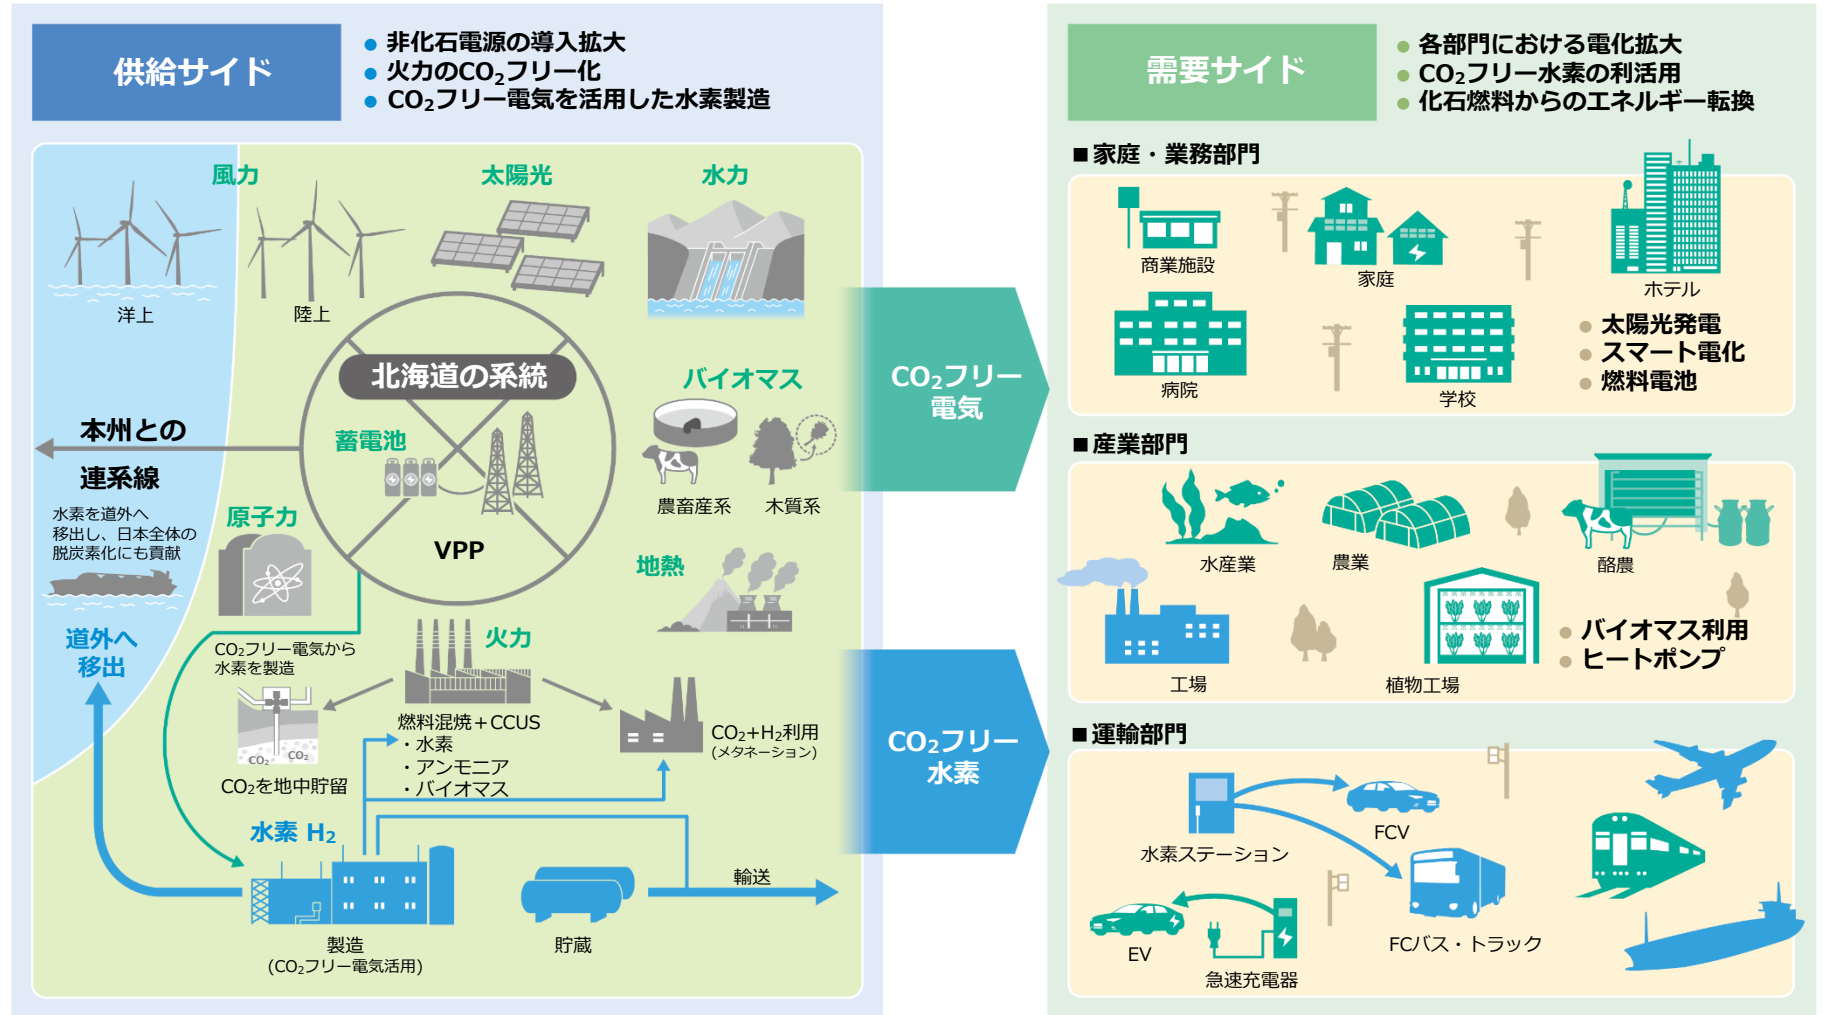 供給サイド
● 非化石電源の導入拡大
● 火力のCO₂フリー化
● CO₂フリー電気を活用した水素製造
風力
太陽光
水力
洋上
陸上
北海道の系統
蓄電池
VPP
本州との
連系線
水素を道外へ
移出し、日本全体の
脱炭素化にも貢献
道外へ
移出
原子力
バイオマス
農畜産系
木質系
地熱
CO₂フリー電気から
水素を製造
火力
燃料混焼＋CCUS
・水素
・アンモニア
・バイオマス
CO₂
CO₂
CO₂を地中貯留
CO₂+H₂利用
(メタネーション)
水素 H₂
製造
(CO₂フリー電気活用)
貯蔵
輸送
CO₂フリー
電気
CO₂フリー
水素
需要サイド
● 各部門における電化拡大
● CO₂フリー水素の利活用
● 化石燃料からのエネルギー転換
■家庭・業務部門
商業施設
家庭
ホテル
病院
学校
● 太陽光発電
● スマート電化
● 燃料電池
■産業部門
水産業
農業
酪農
工場
植物工場
● バイオマス利用
● ヒートポンプ
■運輸部門
水素ステーション
FCV
FCバス・トラック
EV
急速充電器